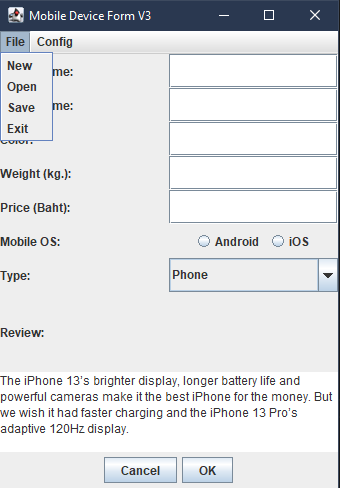 Mobile Device Form V3
File Config
New
Open
Save
Exit
me:
me:
Color:
Weight (kg.):
Price (Baht):
Mobile OS: Android iOS
Type: Phone
Review:
The iPhone 13's brighter display, longer battery life and
powerful cameras make it the best iPhone for the money. But
we wish it had faster charging and the iPhone 13 Pro's
adaptive 120Hz display.
Cancel OK